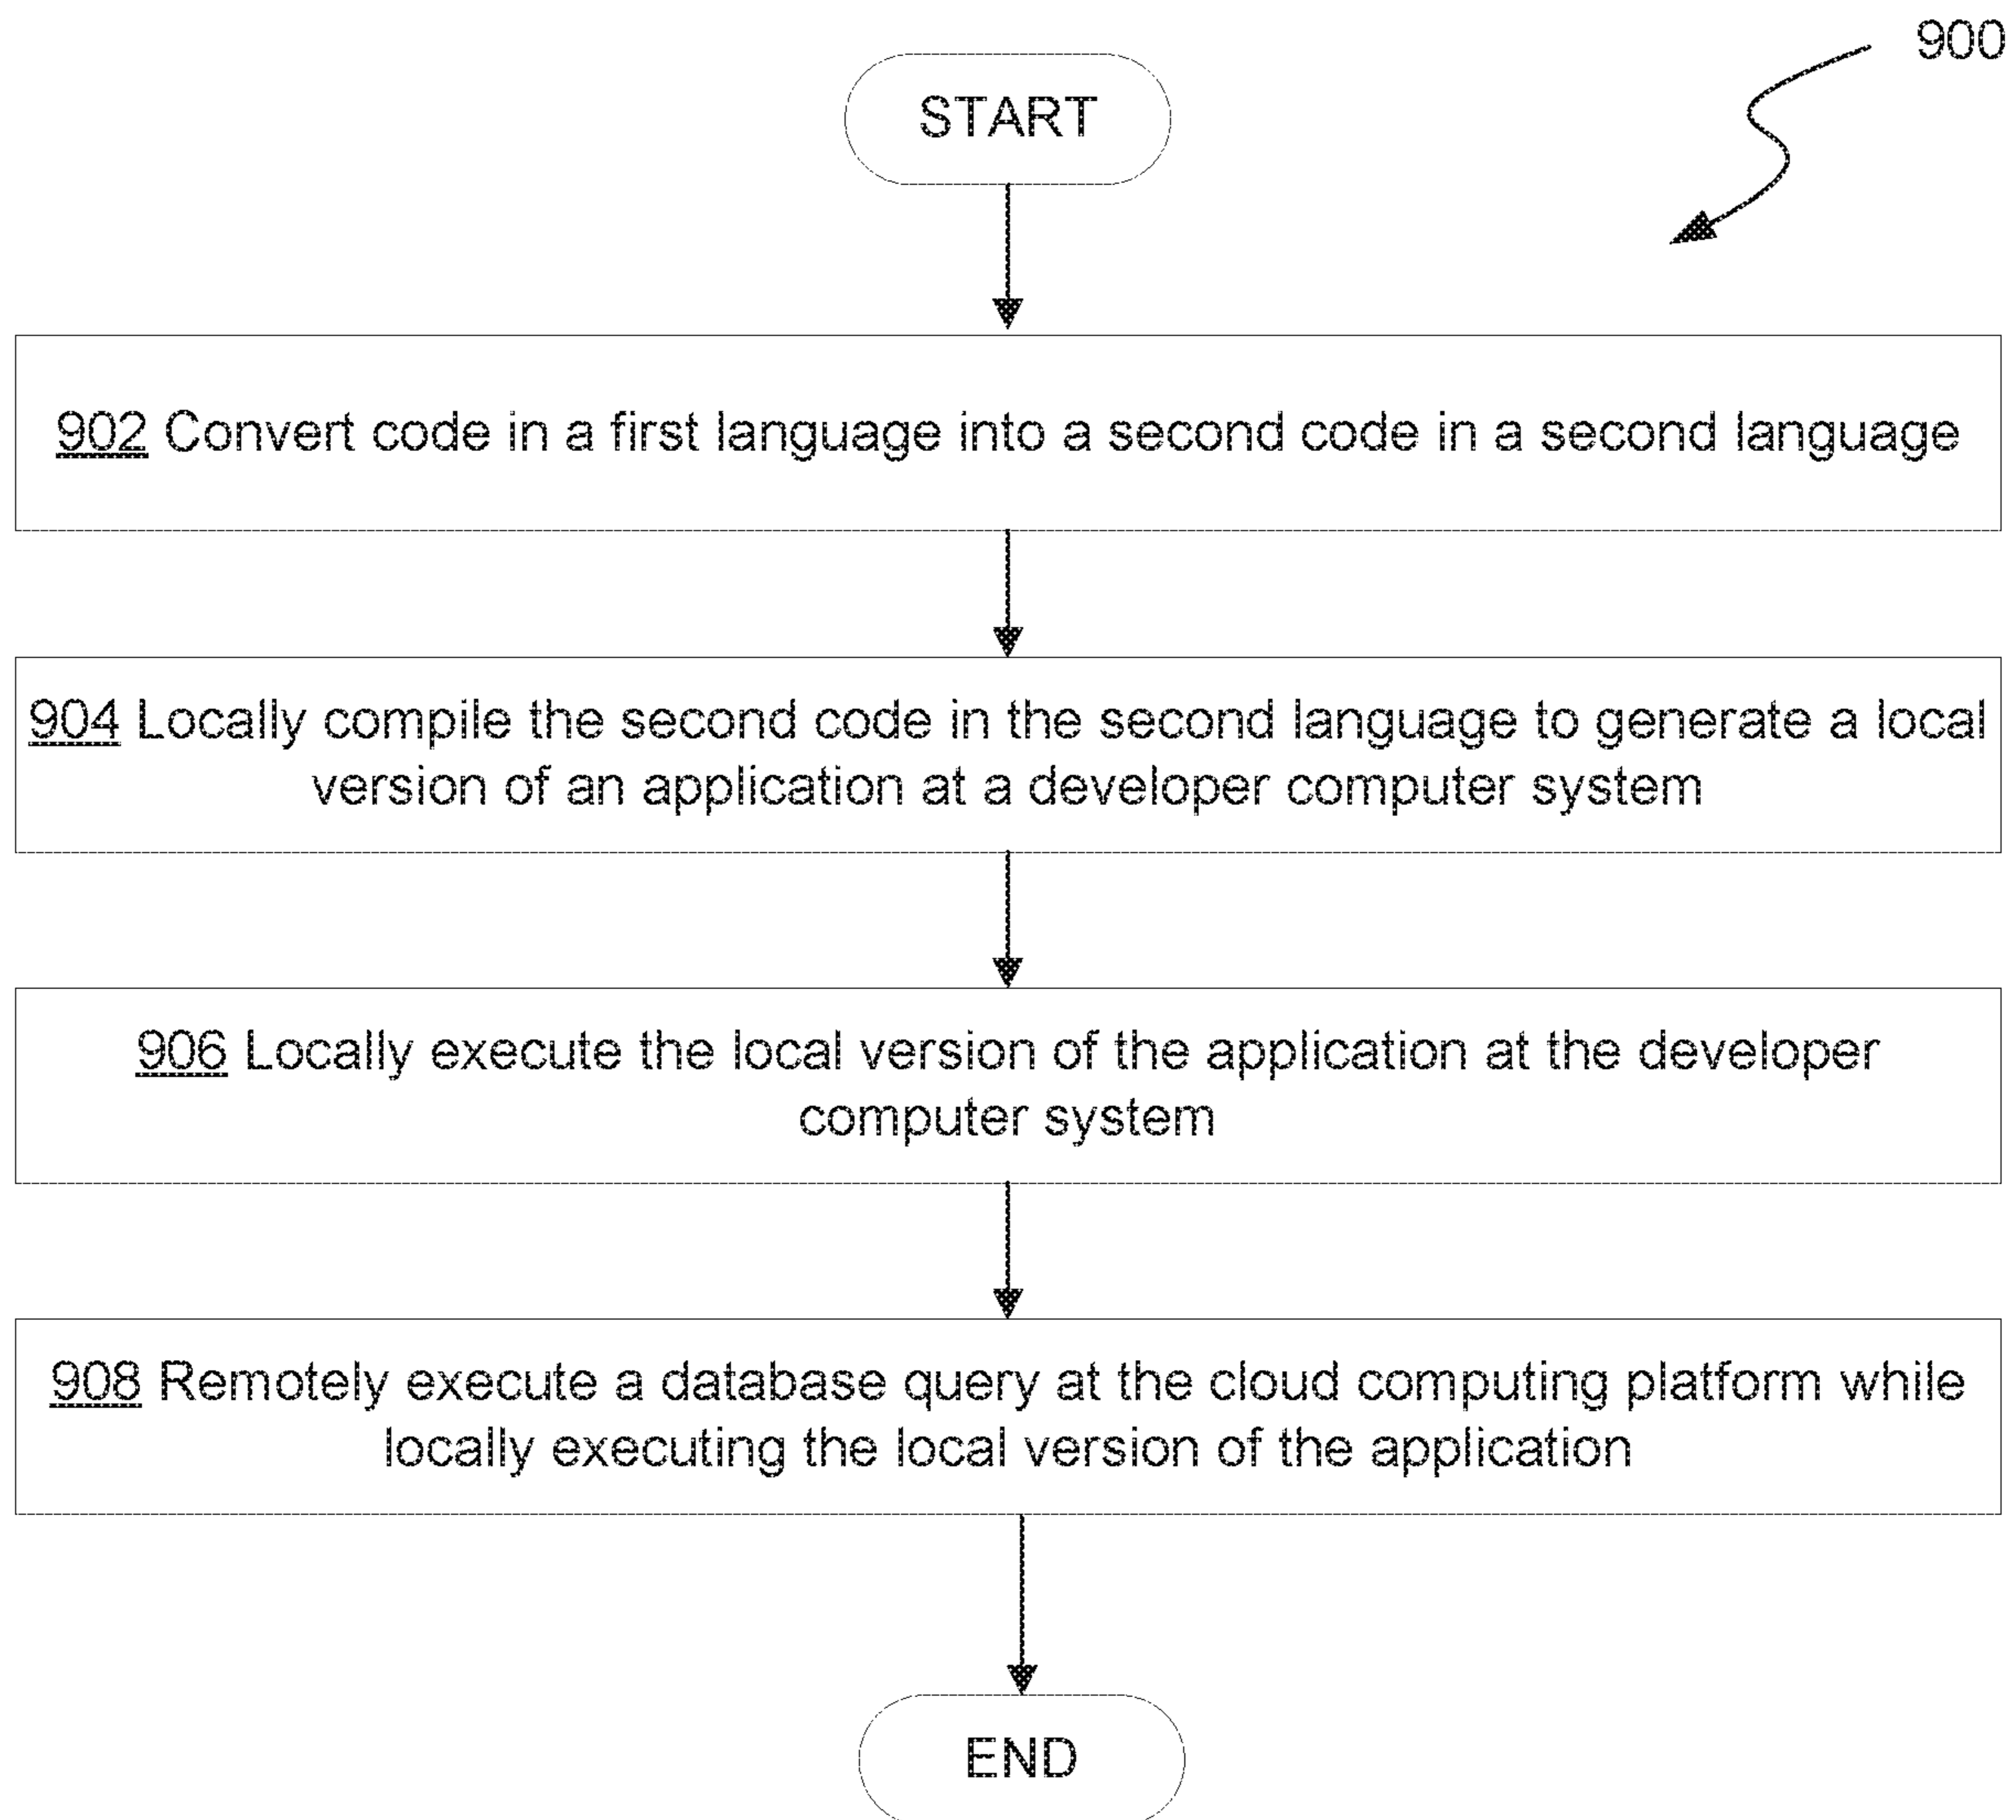 900
START
902 Convert code in a first language into a second code in a second language
904 Locally compile the second code in the second language to generate a local
version of an application at a developer computer system
906 Locally execute the local version of the application at the developer
computer system
908 Remotely execute a database query at the cloud computing platform while
locally executing the local version of the application
END